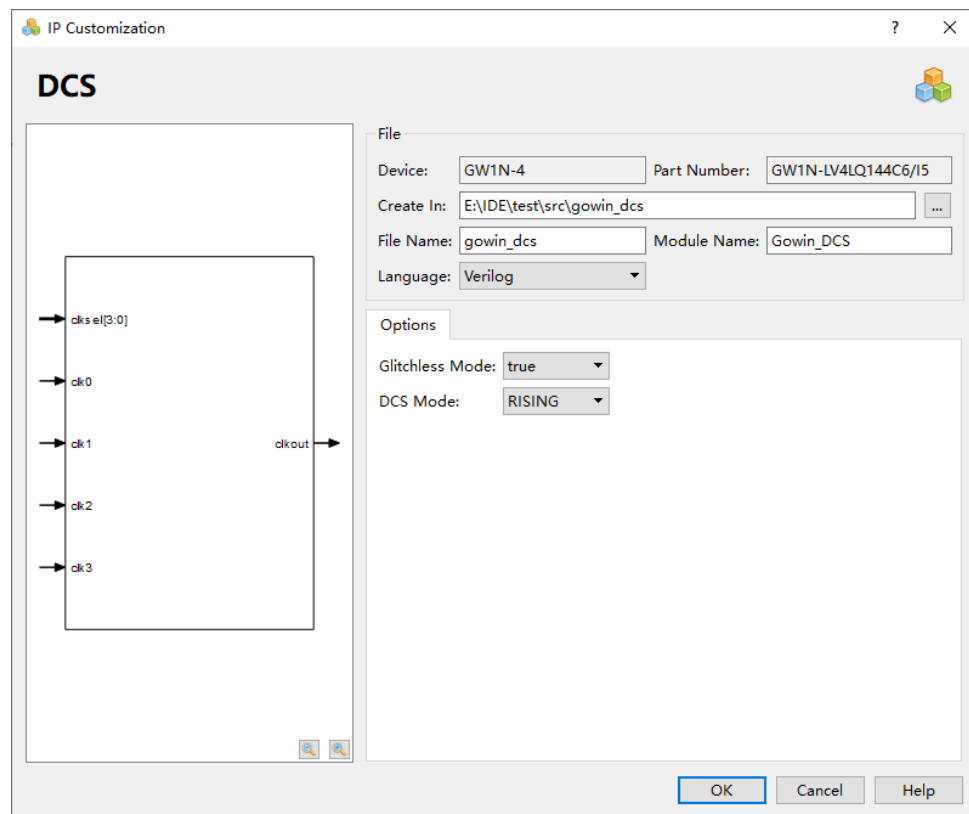 IP Customization
?
DCS
File
Device: GW1N-4 Part Number: GW1N-LV4LQ144C6/I5
Create In: E:\IDE\test\src\gowin_dcs ...
File Name: gowin_dcs Module Name: Gowin_DCS
Language: Verilog
Options
Glitchless Mode: true
DCS Mode: RISING
clksel[3:0]
clk0
clk1
clkout
clk2
clk3
OK Cancel Help